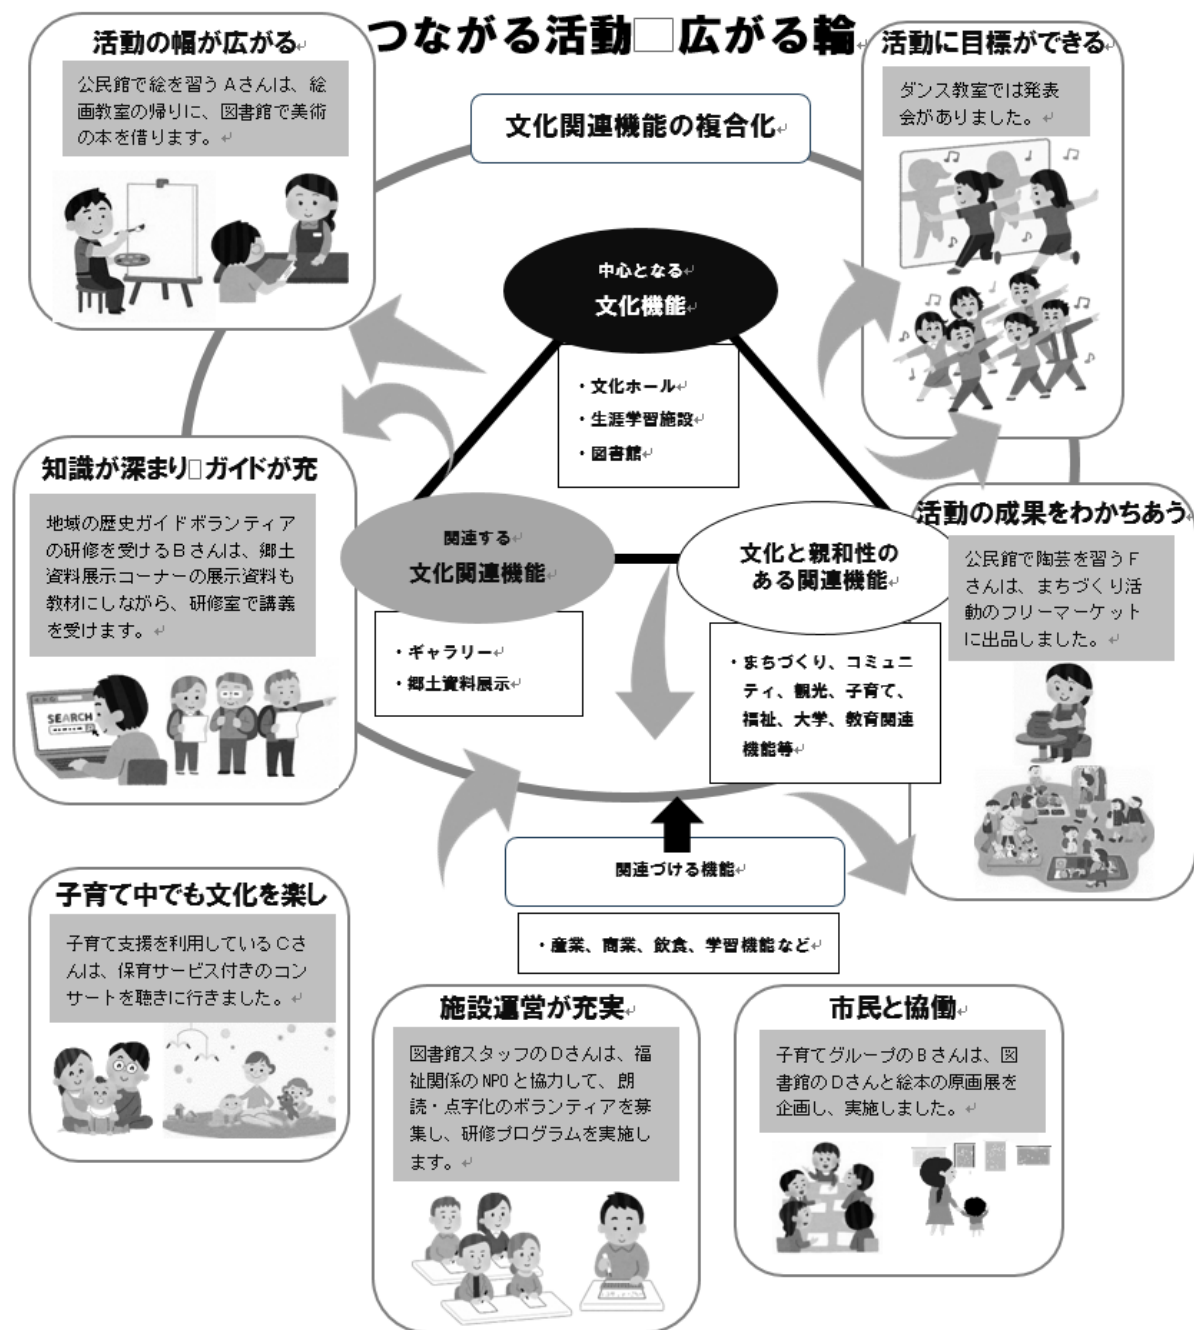 つながる活動□広がる輪
活動の幅が広がる
公民館で絵を習うAさんは、絵
画教室の帰りに、図書館で美術
の本を借ります。
活動に目標ができる
ダンス教室では発表
会がありました。
文化関連機能の複合化
中心となる
文化機能
・文化ホール
・生涯学習施設
・図書館
知識が深まり□ガイドが充
地域の歴史ガイドボランティア
の研修を受けるBさんは、郷土
資料展示コーナーの展示資料も
教材にしながら、研修室で講義
を受けます。
SEARCH
関連する
文化関連機能
・ギャラリー
・郷土資料展示
文化と親和性の
ある関連機能
・まちづくり、コミュニ
ティ、観光、子育て、
福祉、大学、教育関連
機能等
活動の成果をわかちあう
公民館で陶芸を習うF
さんは、まちづくり活
動のフリーマーケット
に出品しました。
関連づける機能
・産業、商業、飲食、学習機能など
子育て中でも文化を楽し
子育て支援を利用しているCさ
んは、保育サービス付きのコン
サートを聴きに行きました。
施設運営が充実
図書館スタッフのDさんは、福
祉関係のNPOと協力して、朗
読・点字化のボランティアを募
集し、研修プログラムを実施し
ます。
市民と協働
子育てグループのBさんは、図
書館のDさんと絵本の原画展を
企画し、実施しました。